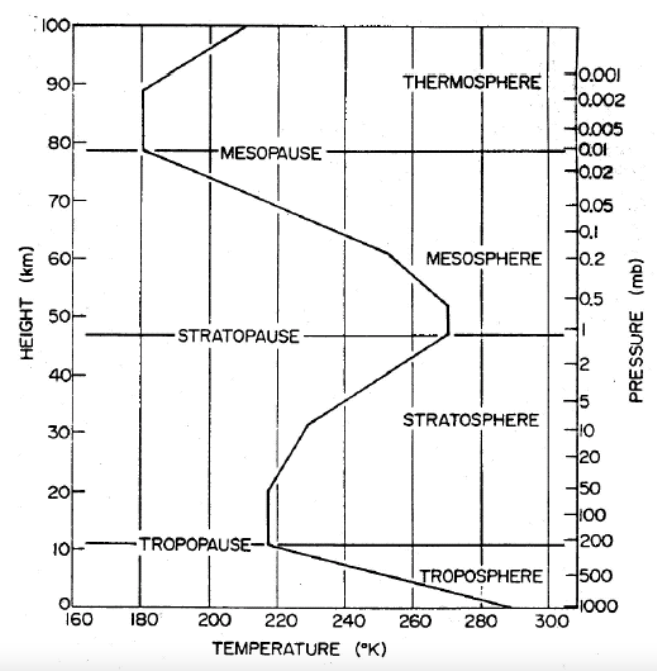 100
90
80
70
60
50
40
30
20
10
0
HEIGHT (km)
THERMOSPHERE
MESOPAUSE
MESOSPHERE
STRATOPAUSE
STRATOSPHERE
TROPOPAUSE
TROPOSPHERE
0.001
0.002
0.005
0.01
0.02
0.05
0.1
0.2
0.5
1
2
5
10
20
50
100
200
500
1000
PRESSURE (mb)
160 180 200 220 240 260 280 300
TEMPERATURE (°K)